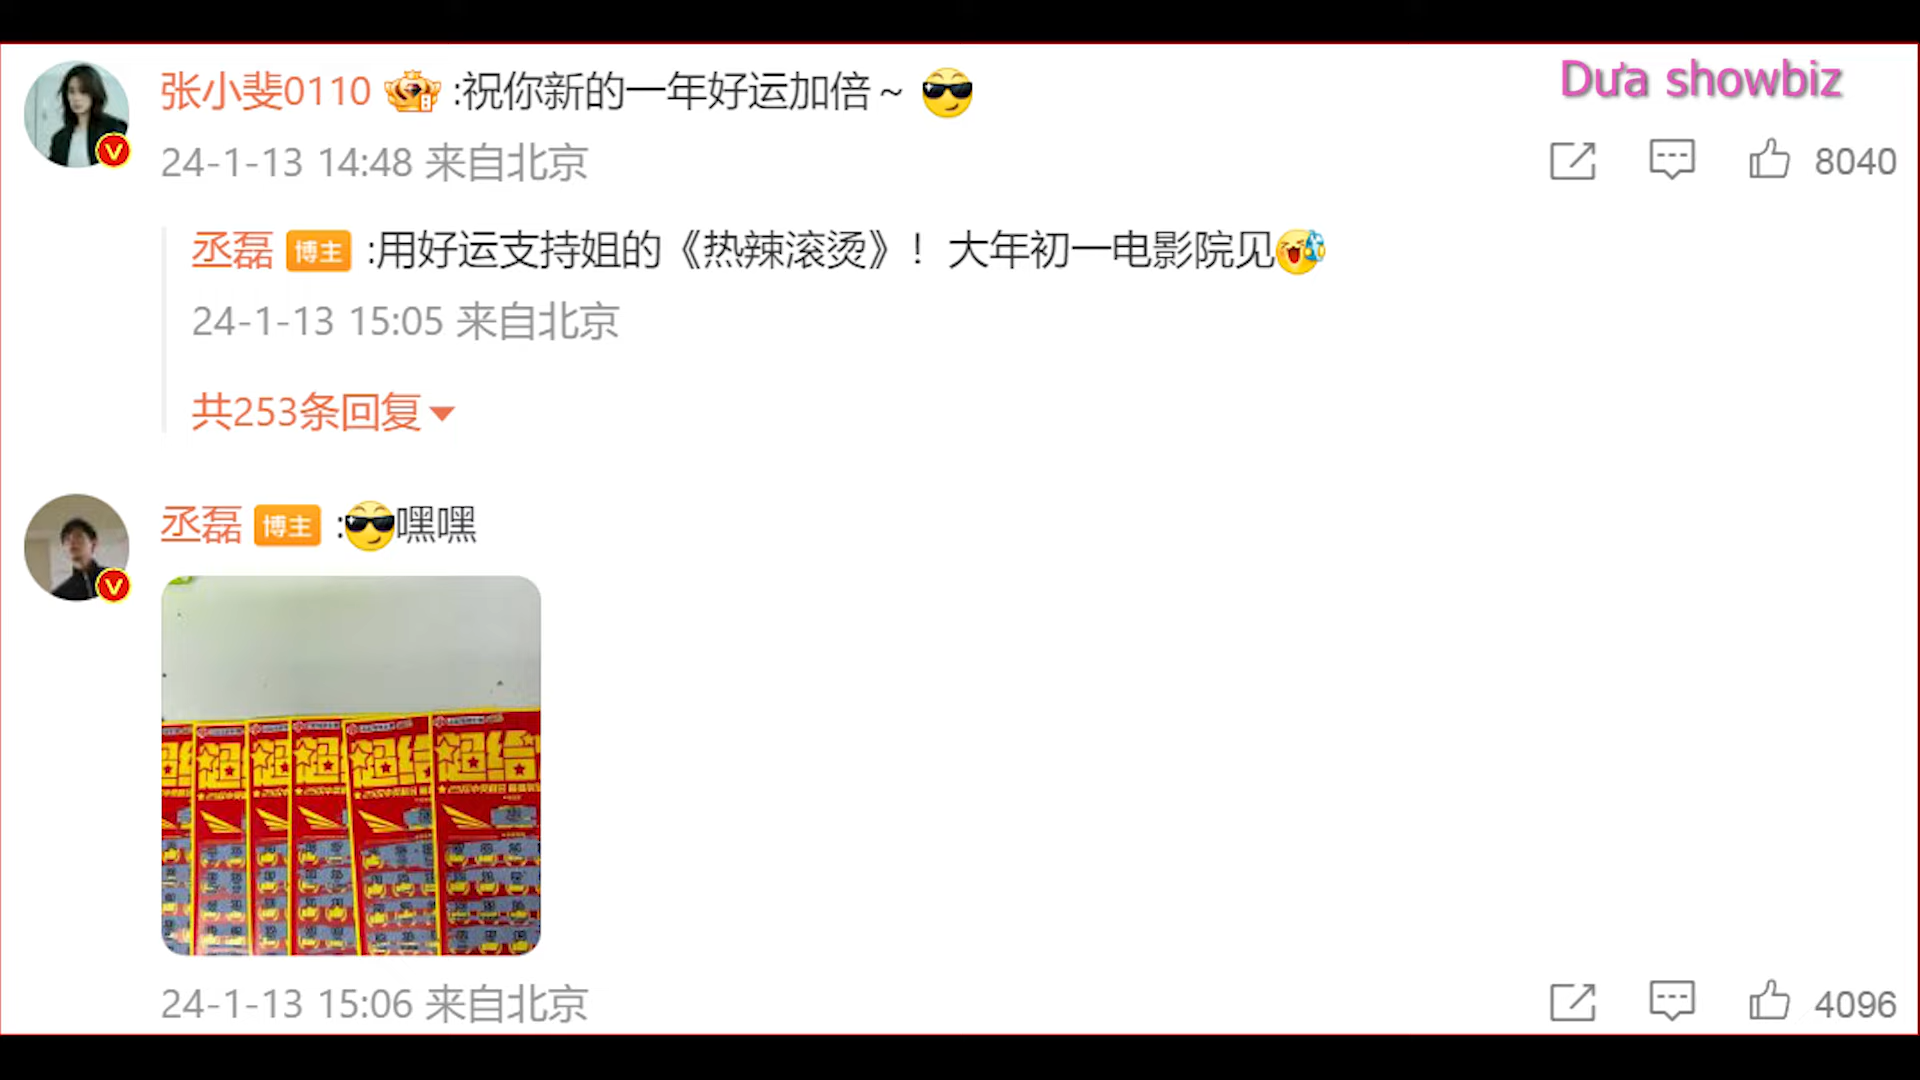 张小斐0110 :祝你新的一年好运加倍～
Dưa showbiz
24-1-13 14:48 来自北京
8040
丞磊 博主 :用好运支持姐的《热辣滚烫》！大年初一电影院见
24-1-13 15:05 来自北京
共253条回复
丞磊 博主 :嘿嘿
24-1-13 15:06 来自北京
4096